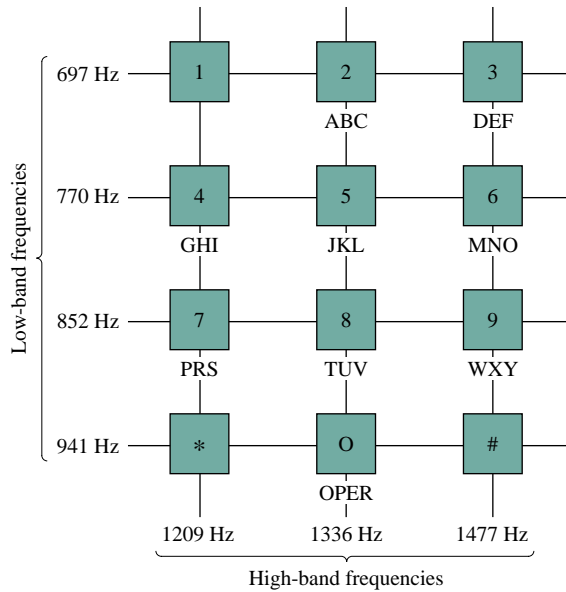 697 Hz 1 2 3
ABC DEF
770 Hz 4 5 6
GHI JKL MNO
Low-band frequencies
852 Hz 7 8 9
PRS TUV WXY
941 Hz * O #
OPER
1209 Hz 1336 Hz 1477 Hz
High-band frequencies